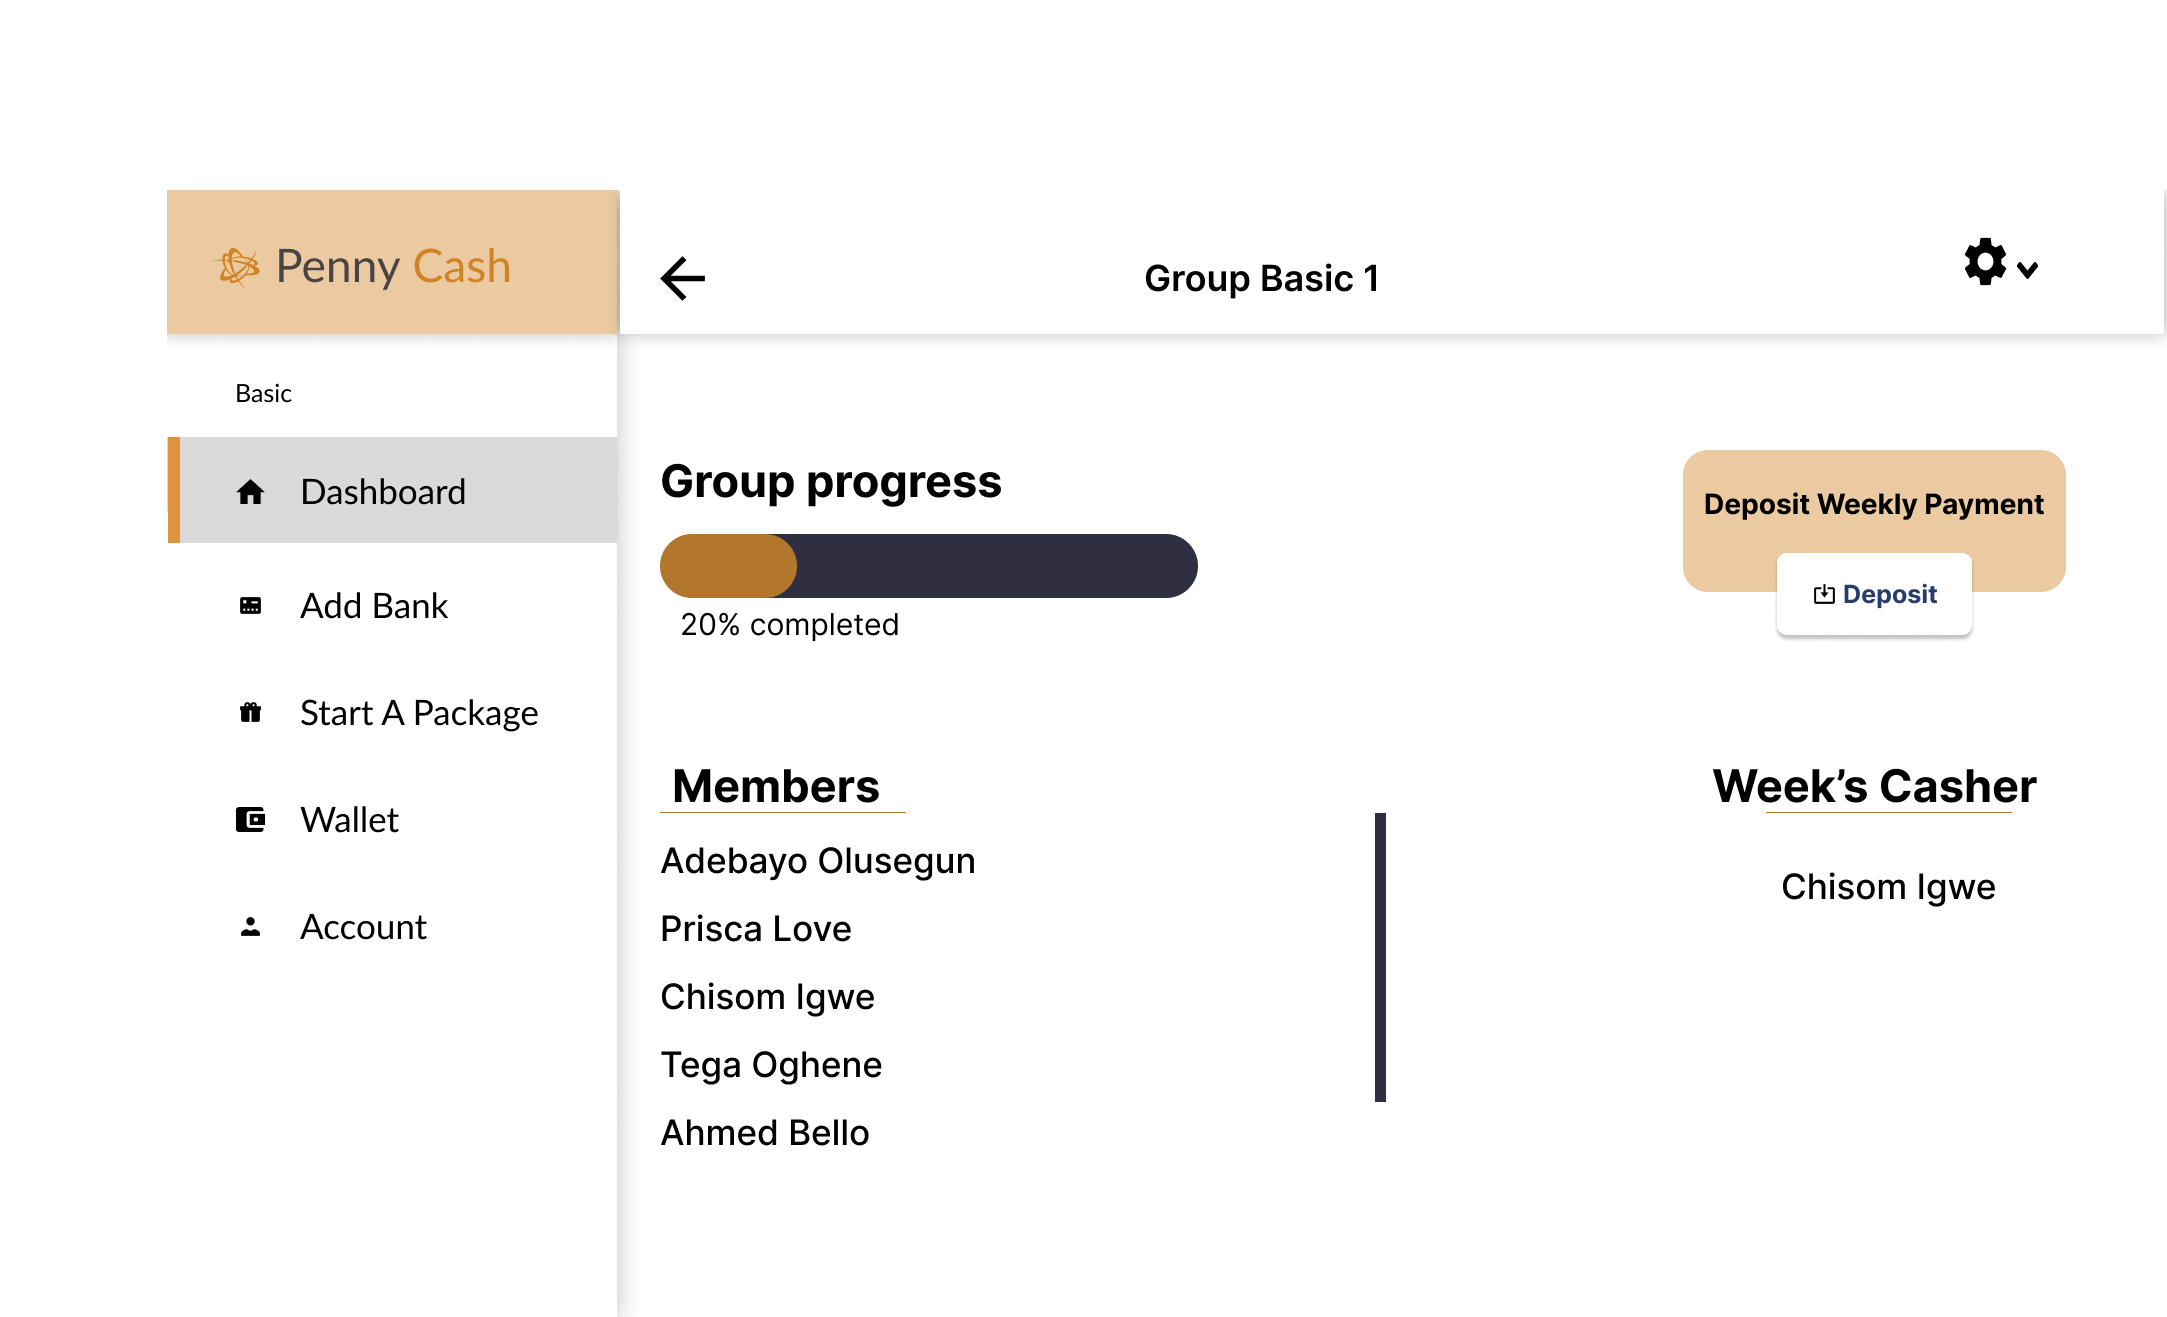 Penny Cash
Group Basic 1
Basic
Dashboard
Add Bank
Start A Package
Wallet
Account
Group progress
20% completed
Deposit Weekly Payment
Deposit
Members
Adebayo Olusegun
Prisca Love
Chisom Igwe
Tega Oghene
Ahmed Bello
Week’s Casher
Chisom Igwe